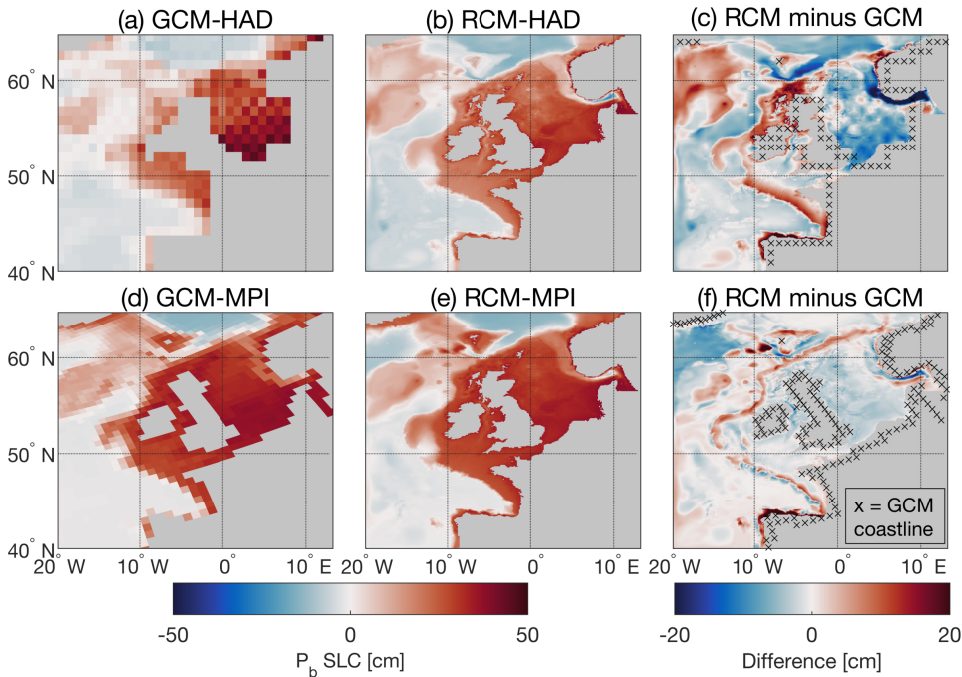 (a) GCM-HAD (b) RCM-HAD (c) RCM minus GCM
60° N
50° N
40° N
(d) GCM-MPI (e) RCM-MPI (f) RCM minus GCM
60° N
50° N
x = GCM
coastline
40° N
20° W 10° W 0° 10° E 20° W 10° W 0° 10° E 20° W 10° W 0° 10° E
-50 0 50 -20 0 20
P_b SLC [cm] Difference [cm]